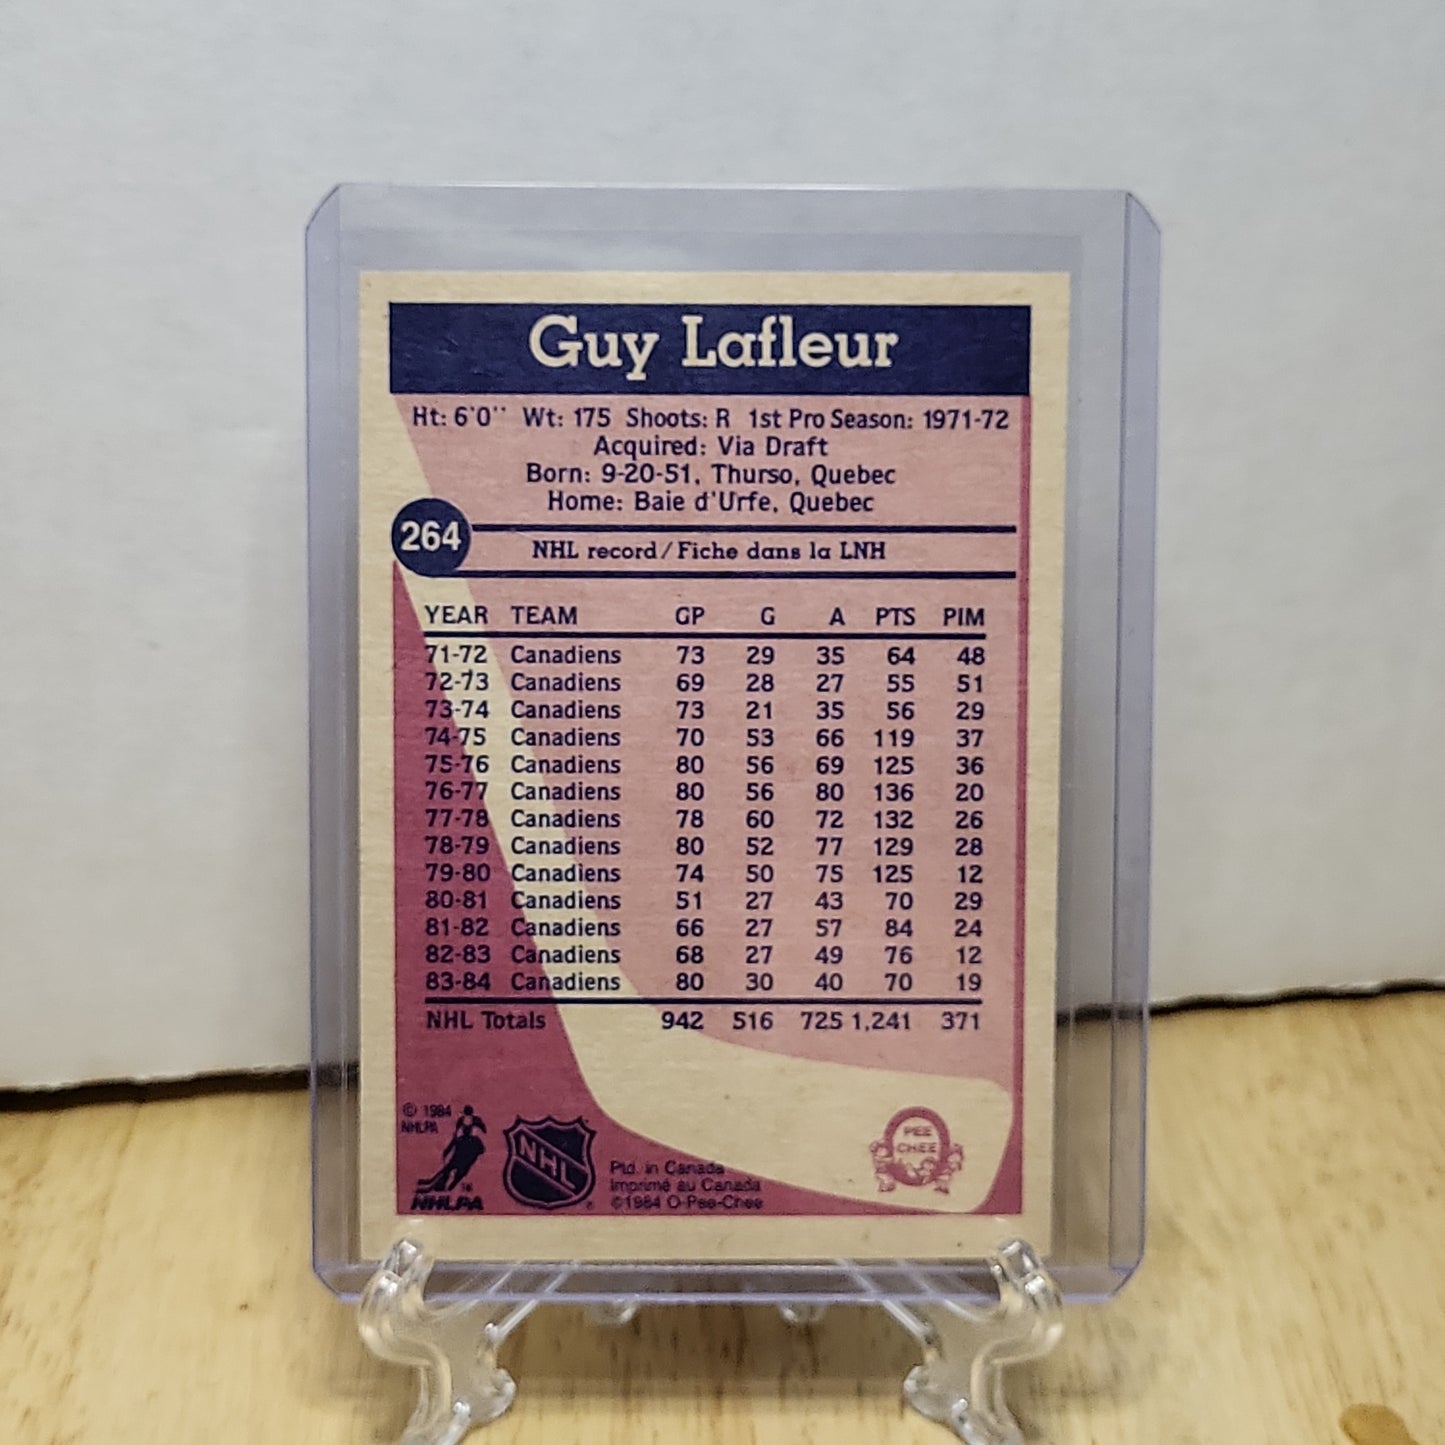 Guy Lafleur
Ht: 6'0'' Wt: 175 Shoots: R 1st Pro Season: 1971-72
Acquired: Via Draft
Born: 9-20-51, Thurso, Quebec
Home: Baie d'Urfe, Quebec
264
NHL record/Fiche dans la LNH
YEAR TEAM GP G A PTS PIM
71-72 Canadiens 73 29 35 64 48
72-73 Canadiens 69 28 27 55 51
73-74 Canadiens 73 21 35 56 29
74-75 Canadiens 70 53 66 119 37
75-76 Canadiens 80 56 69 125 36
76-77 Canadiens 80 56 80 136 20
77-78 Canadiens 78 60 72 132 26
78-79 Canadiens 80 52 77 129 28
79-80 Canadiens 74 50 75 125 12
80-81 Canadiens 51 27 43 70 29
81-82 Canadiens 66 27 57 84 24
82-83 Canadiens 68 27 49 76 12
83-84 Canadiens 80 30 40 70 19
NHL Totals 942 516 725 1,241 371
© 1984
NHLPA
NHLPA
NHL
Ptd. in Canada
Imprimé au Canada
©1984 O-Pee-Chee
PEE
CHEE